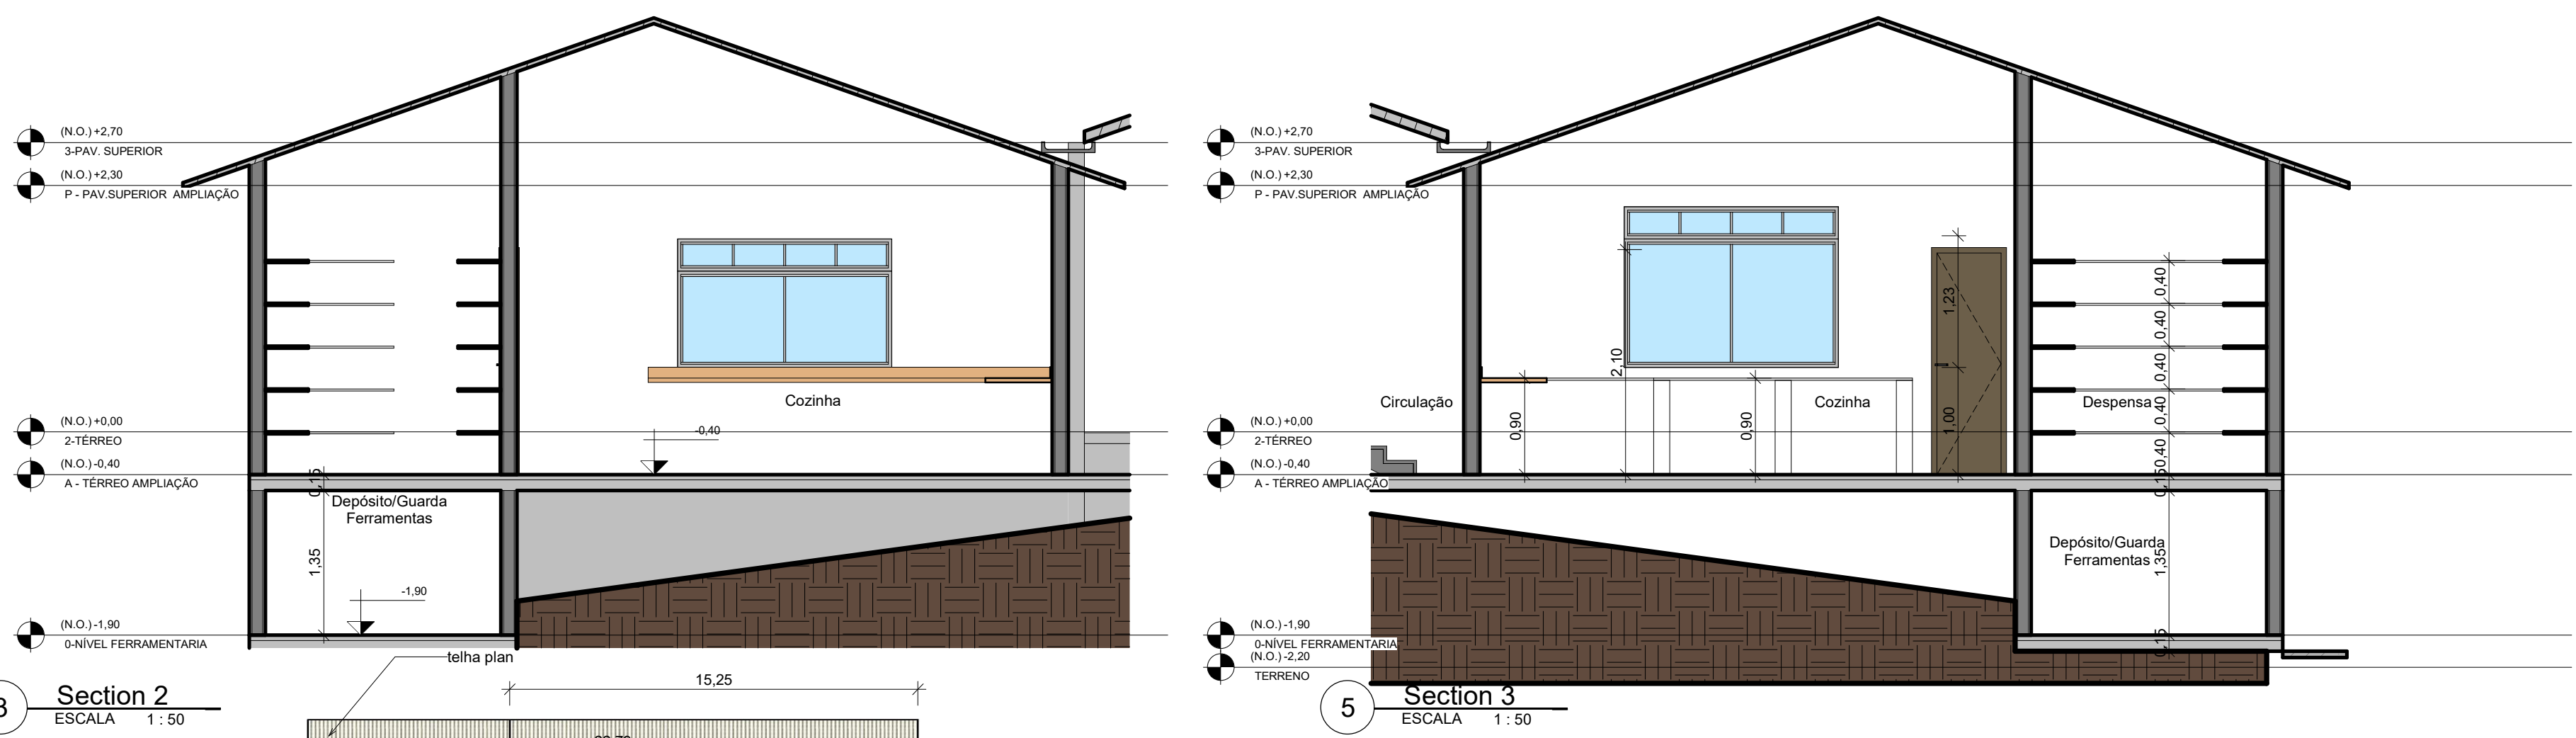 (N.O.) +2,70
3-PAV. SUPERIOR
(N.O.) +2,30
P - PAV.SUPERIOR AMPLIAÇÃO
Cozinha
-0,40
(N.O.) +0,00
2-TÉRREO
(N.O.) -0,40
A - TÉRREO AMPLIAÇÃO
0,15
Depósito/Guarda
Ferramentas
1,35
-1,90
(N.O.) -1,90
0-NÍVEL FERRAMENTARIA
telha plan
Section 2
ESCALA 1 : 50
15,25
(N.O.) +2,70
3-PAV. SUPERIOR
(N.O.) +2,30
P - PAV.SUPERIOR AMPLIAÇÃO
2,10
1,23
0,40
0,40
0,40
0,40
0,40
Circulação
Cozinha
Despensa
0,90
0,90
1,00
(N.O.) +0,00
2-TÉRREO
(N.O.) -0,40
A - TÉRREO AMPLIAÇÃO
0,15
Depósito/Guarda
Ferramentas
1,35
(N.O.) -1,90
0-NÍVEL FERRAMENTARIA
0,15
(N.O.) -2,20
TERRENO
5
Section 3
ESCALA 1 : 50